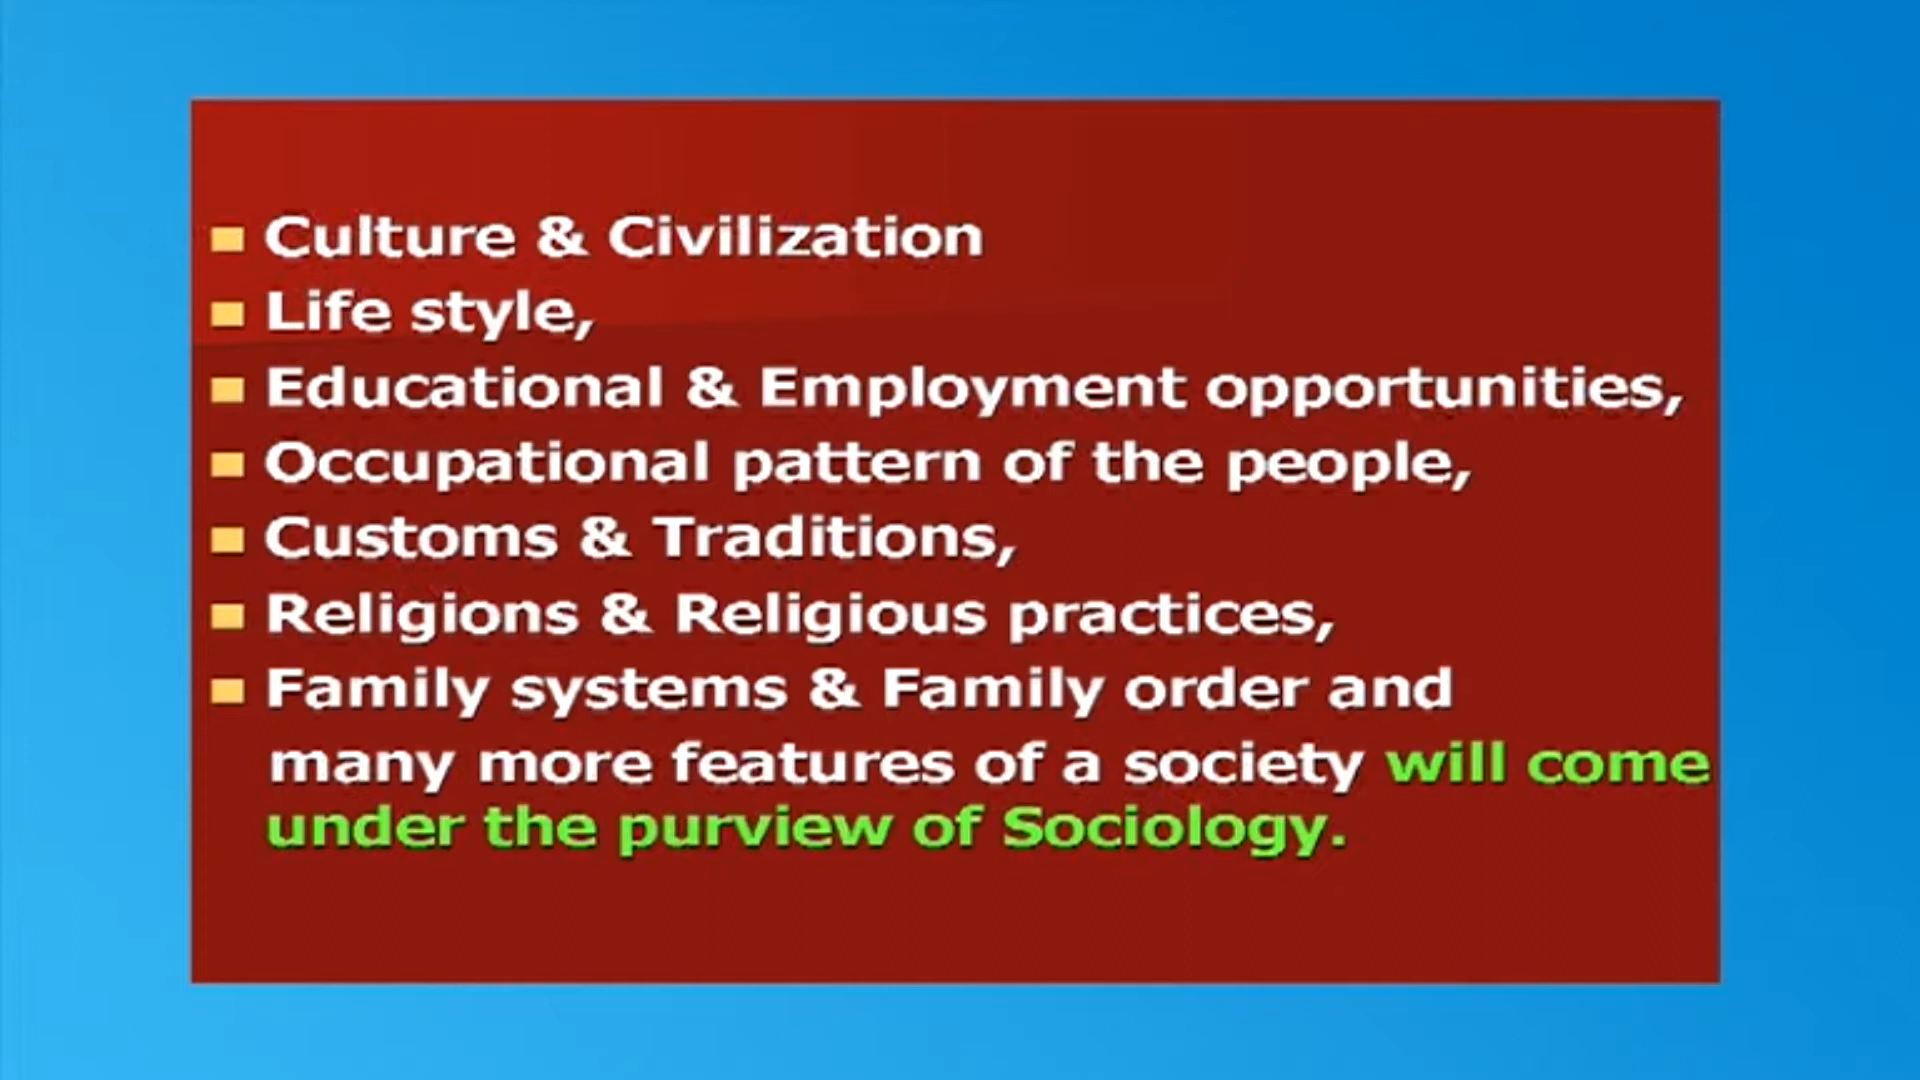 Culture & Civilization
Life style,
Educational & Employment opportunities,
Occupational pattern of the people,
Customs & Traditions,
Religions & Religious practices,
Family systems & Family order and
many more features of a society will come
under the purview of Sociology.